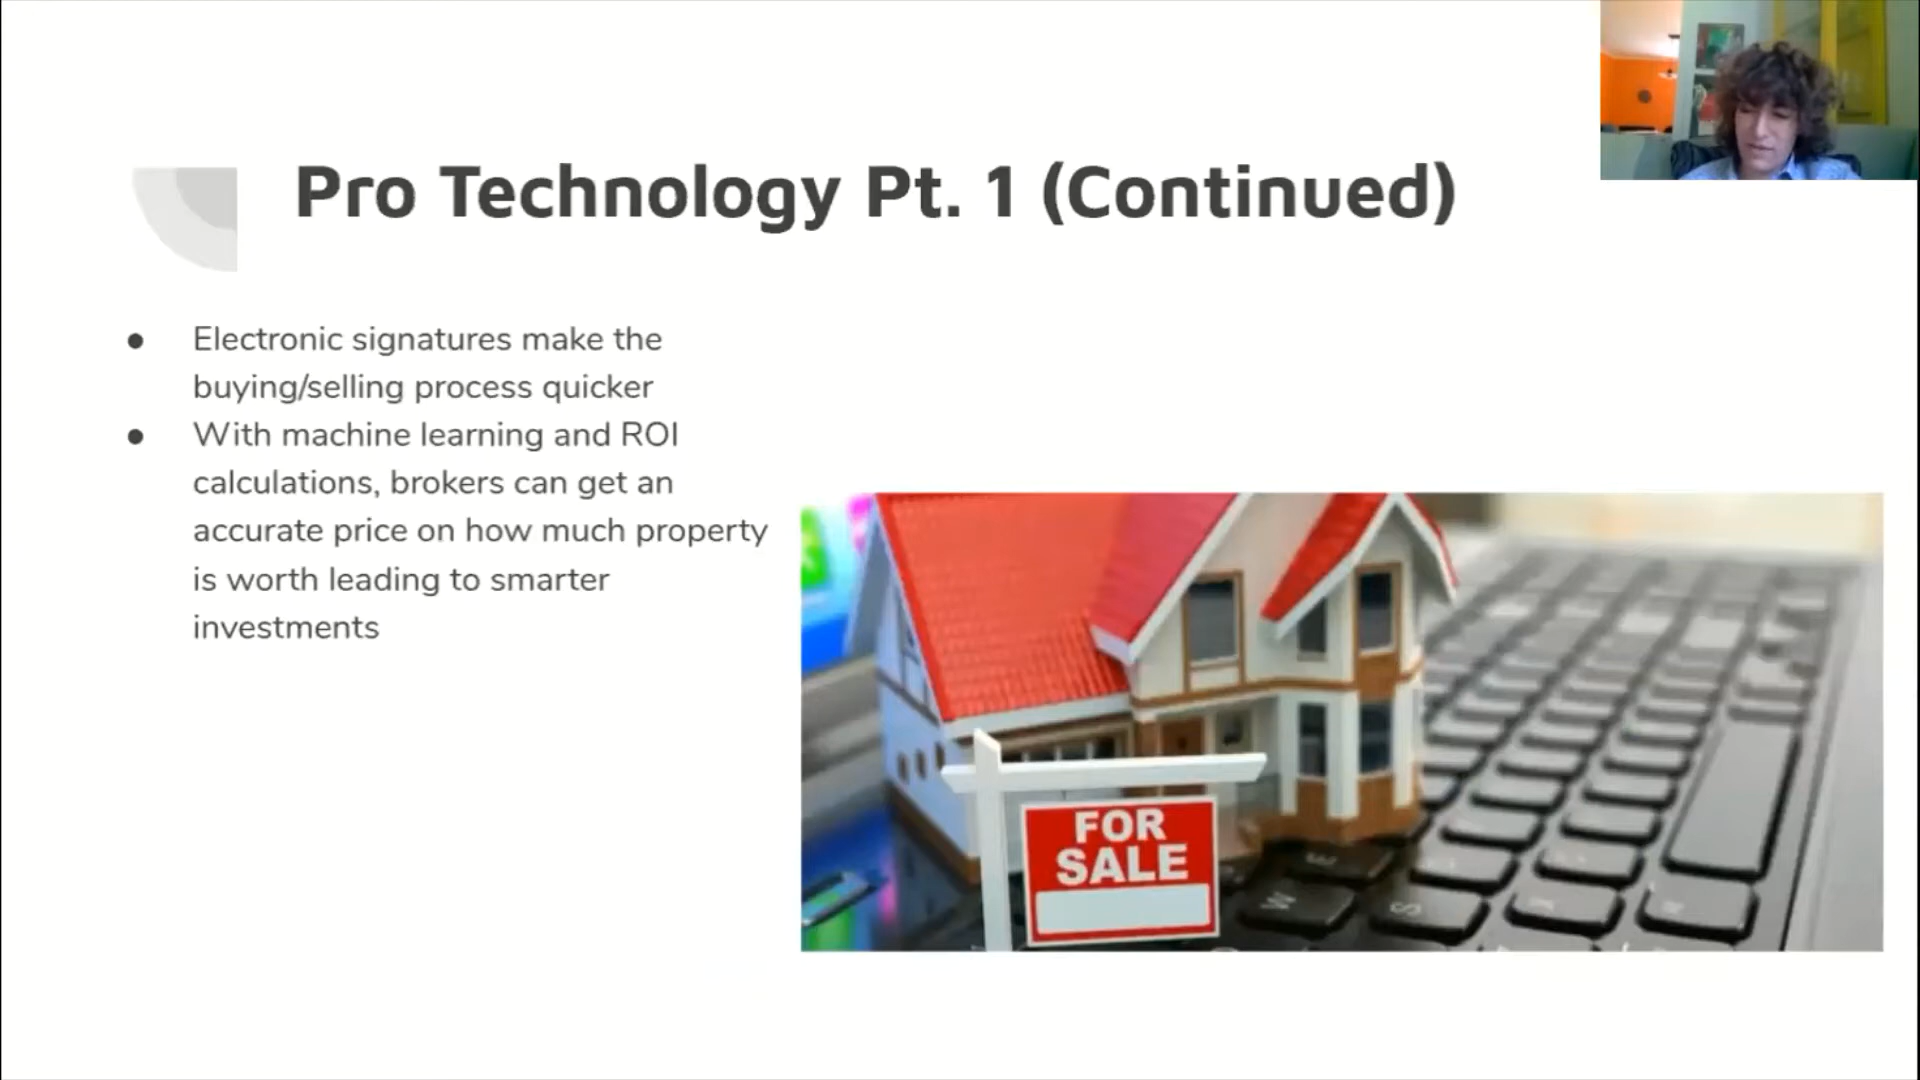 Pro Technology Pt. 1 (Continued)
● Electronic signatures make the
buying/selling process quicker
● With machine learning and ROI
calculations, brokers can get an
accurate price on how much property
is worth leading to smarter
investments
FOR
SALE
W
S
X